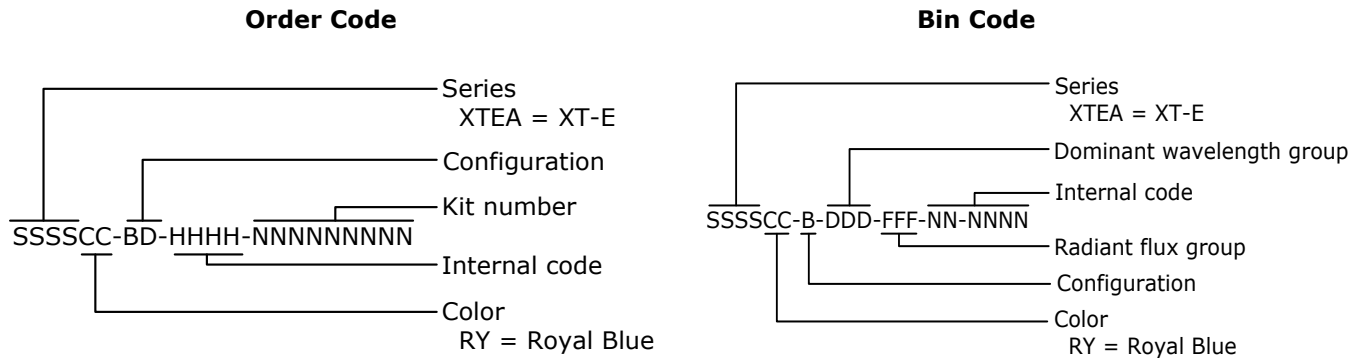 Order Code
Series
XTEA = XT-E
Configuration
Kit number
SSSSCC-BD-HHHH-NNNNNNNNN
Internal code
Color
RY = Royal Blue
Bin Code
Series
XTEA = XT-E
Dominant wavelength group
Internal code
SSSSCC-B-DDD-FFF-NN-NNNN
Radiant flux group
Configuration
Color
RY = Royal Blue